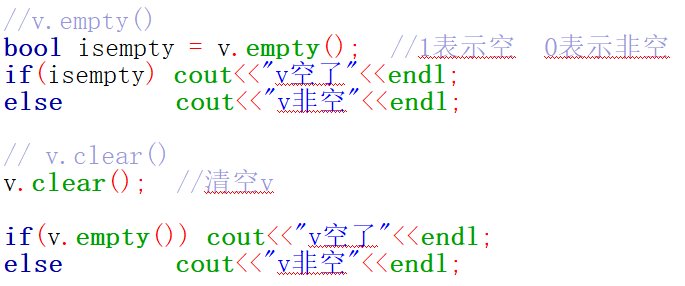 //v.empty()
bool isempty = v.empty();  //1表示空  0表示非空
if(isempty) cout<<"v空了"<<endl;
else        cout<<"v非空"<<endl;
// v.clear()
v.clear();  //清空v
if(v.empty()) cout<<"v空了"<<endl;
else        cout<<"v非空"<<endl;